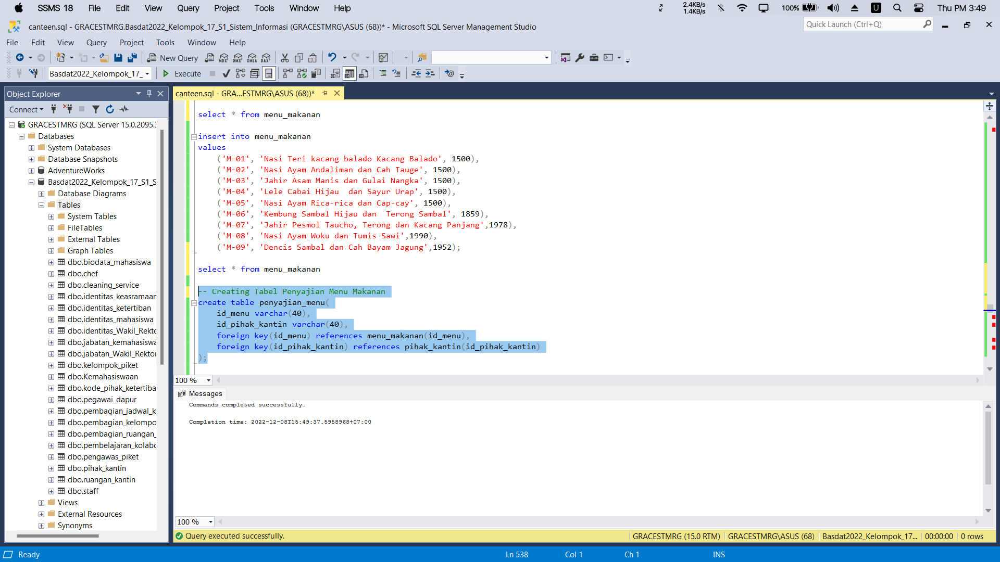 SSMS 18 File Edit View Query Project Tools Window Help 2.4KB/s 1.4KB/s 100% U Thu PM 3:49
canteen.sql - GRACESTMRG.Basdat2022_Kelompok_17_S1_Sistem_Informasi (GRACESTMRG\ASUS (68))* - Microsoft SQL Server Management Studio
Quick Launch (Ctrl+Q)
File Edit View Query Project Tools Window Help
New Query MDX DMX XMLA DAX
Basdat2022_Kelompok_17_ Execute
Object Explorer
Connect
GRACESTMRG (SQL Server 15.0.2095.3
Databases
System Databases
Database Snapshots
AdventureWorks
Basdat2022_Kelompok_17_S1_S
Database Diagrams
Tables
System Tables
FileTables
External Tables
Graph Tables
dbo.biodata_mahasiswa
dbo.chef
dbo.cleaning_service
dbo.identitas_keasramaan
dbo.identitas_ketertiban
dbo.identitas_mahasiswa
dbo.identitas_Wakil_Rekto
dbo.jabatan_kemahasiswa
dbo.jabatan_Wakil_Rektor
dbo.kelompok_piket
dbo.Kemahasiswaan
dbo.kode_pihak_ketertiba
dbo.pegawai_dapur
dbo.pembagian_jadwal_k
dbo.pembagian_kelompo
dbo.pembagian_ruangan_
dbo.pembelajaran_kolabo
dbo.pengawas_piket
dbo.pihak_kantin
dbo.ruangan_kantin
dbo.staff
Views
External Resources
Synonyms
canteen.sql - GRA...ESTMRG\ASUS (68))*
select * from menu_makanan
insert into menu_makanan
values
('M-01', 'Nasi Teri kacang balado Kacang Balado', 1500),
('M-02', 'Nasi Ayam Andaliman dan Cah Tauge', 1500),
('M-03', 'Jahir Asam Manis dan Gulai Nangka', 1500),
('M-04', 'Lele Cabai Hijau  dan Sayur Urap', 1500),
('M-05', 'Nasi Ayam Rica-rica dan Cap-cay', 1500),
('M-06', 'Kembung Sambal Hijau dan  Terong Sambal', 1859),
('M-07', 'Jahir Pesmol Taucho, Terong dan Kacang Panjang',1978),
('M-08', 'Nasi Ayam Woku dan Tumis Sawi',1990),
('M-09', 'Dencis Sambal dan Cah Bayam Jagung',1952);
select * from menu_makanan
-- Creating Tabel Penyajian Menu Makanan
create table penyajian_menu(
id_menu varchar(40),
id_pihak_kantin varchar(40),
foreign key(id_menu) references menu_makanan(id_menu),
foreign key(id_pihak_kantin) references pihak_kantin(id_pihak_kantin)
);
100 %
Messages
Commands completed successfully.
Completion time: 2022-12-08T15:49:37.5958968+07:00
100 %
Query executed successfully. GRACESTMRG (15.0 RTM) GRACESTMRG\ASUS (68) Basdat2022_Kelompok_17... 00:00:00 0 rows
Ready Ln 538 Col 1 Ch 1 INS